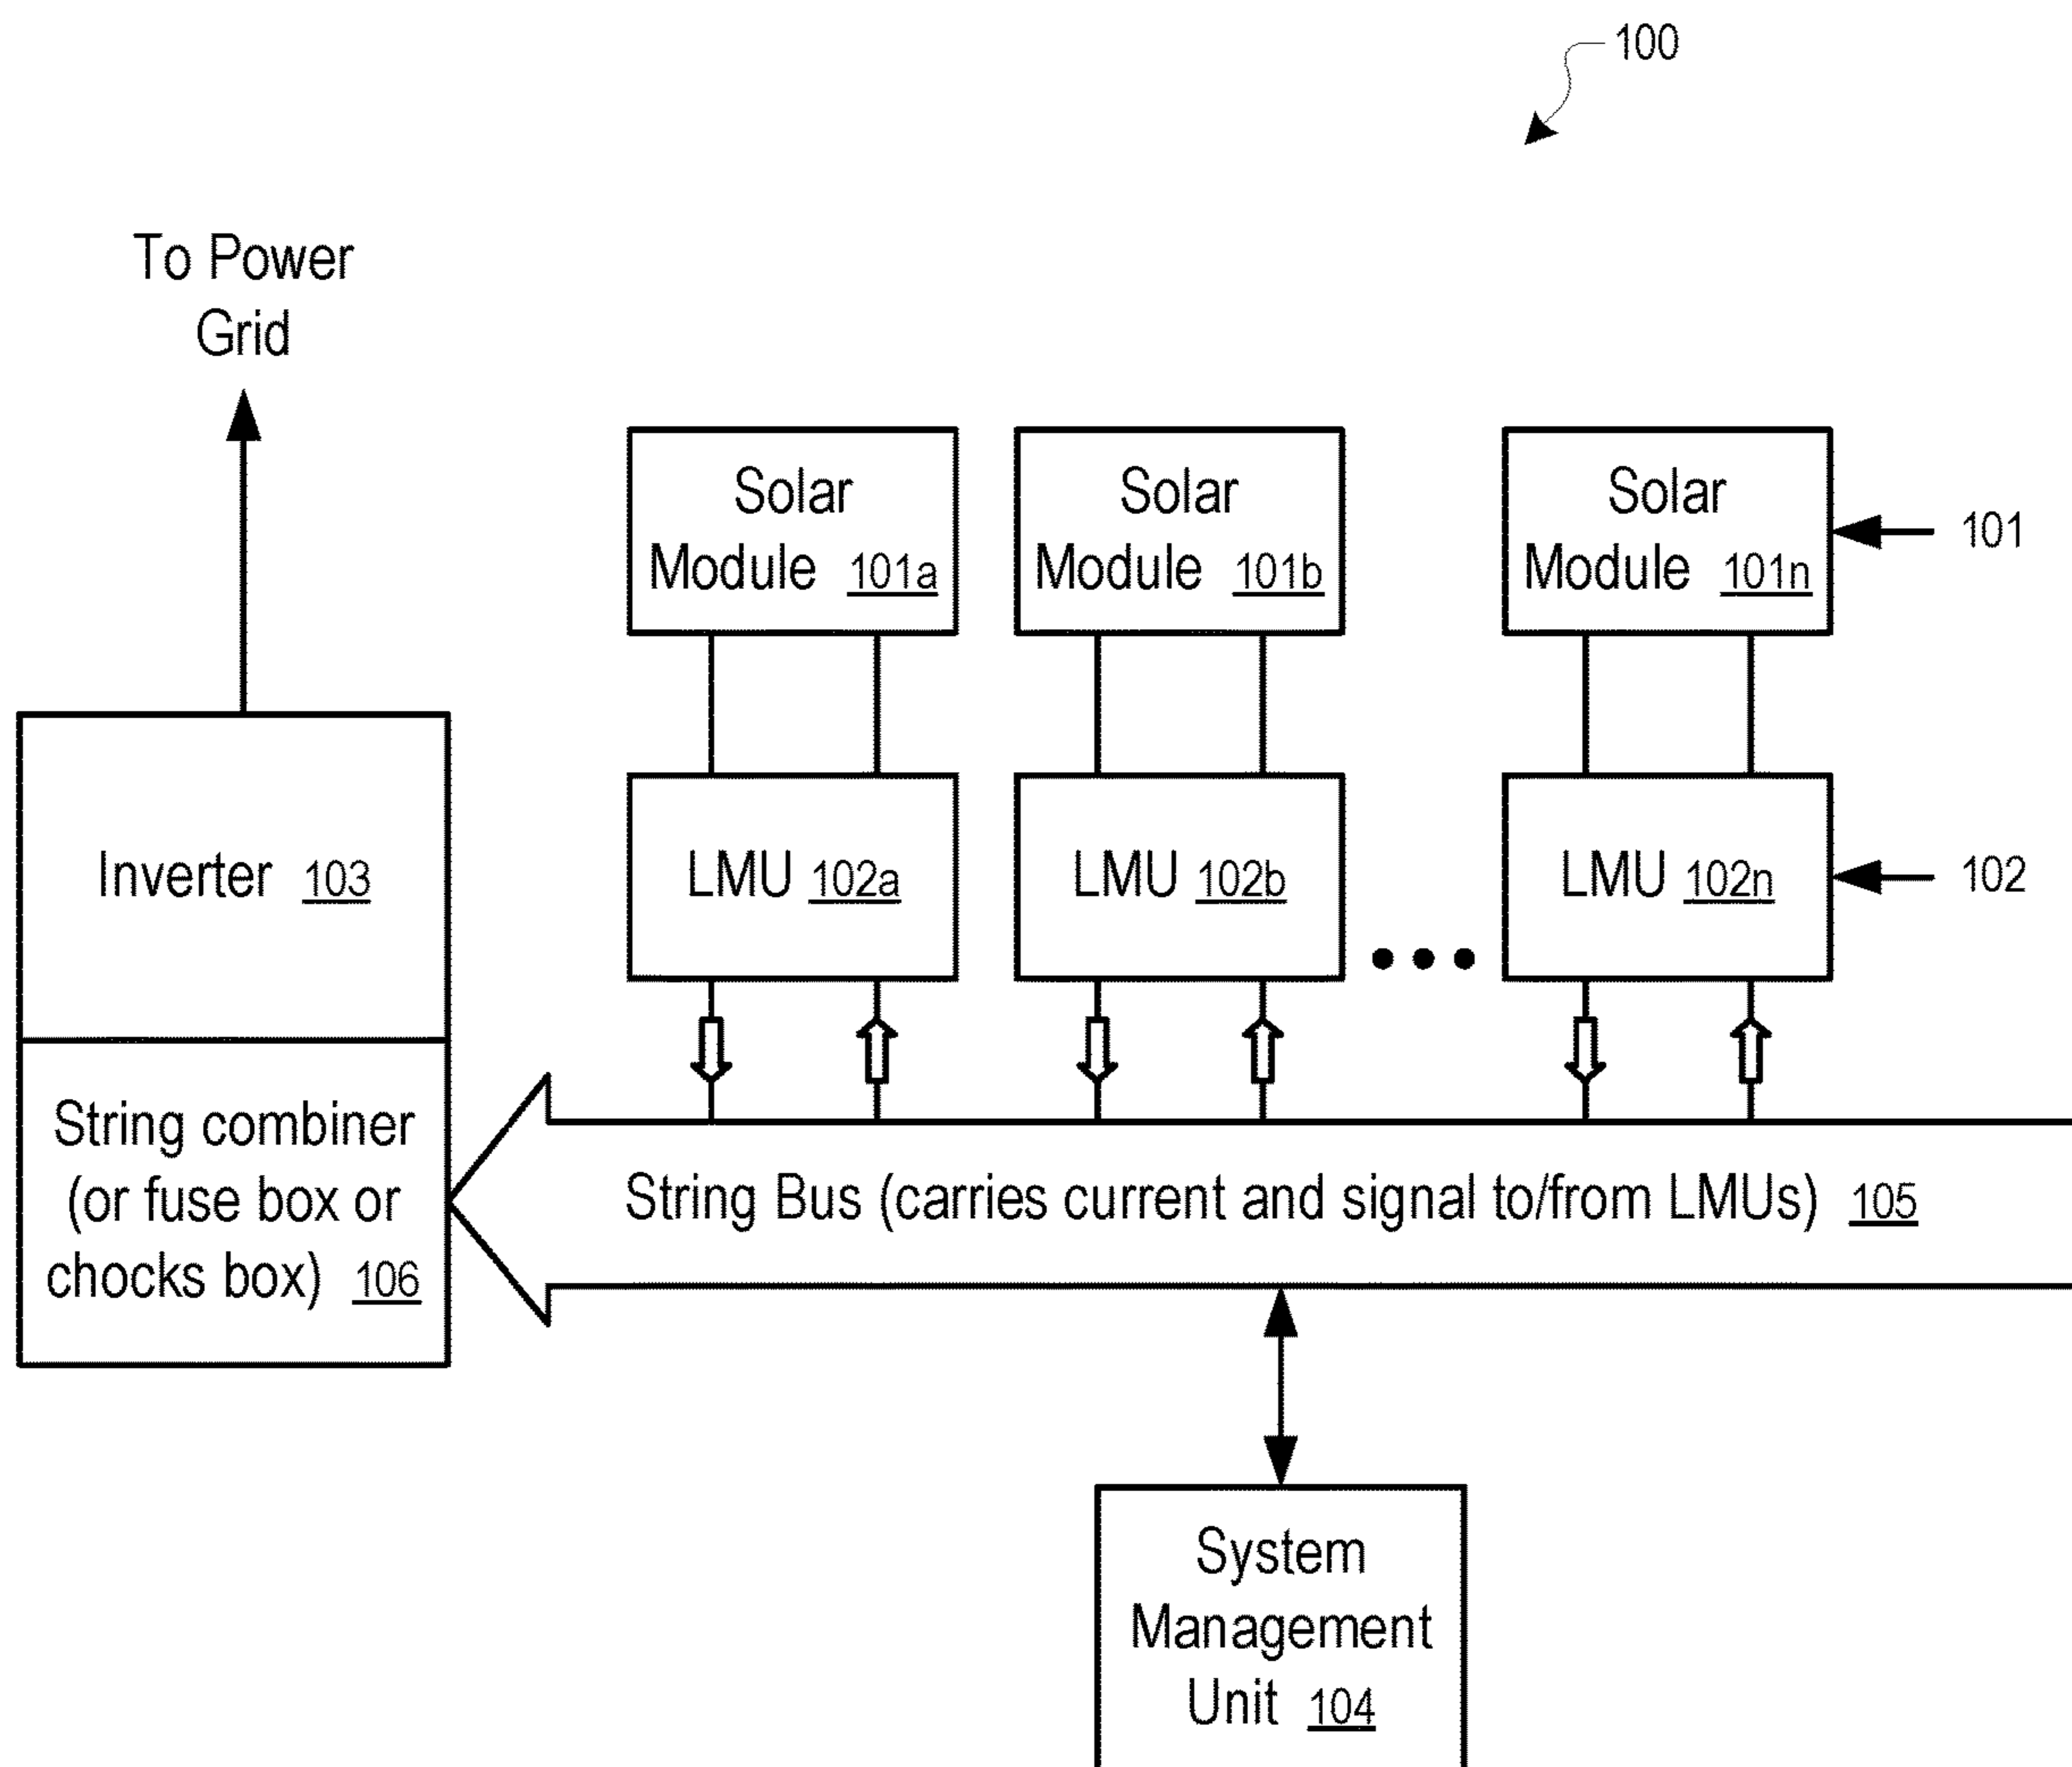 100
To Power
Grid
Solar
Module 101a
Solar
Module 101b
Solar
Module 101n
101
Inverter 103
LMU 102a
LMU 102b
LMU 102n
102
String combiner
(or fuse box or
chocks box) 106
String Bus (carries current and signal to/from LMUs) 105
System
Management
Unit 104